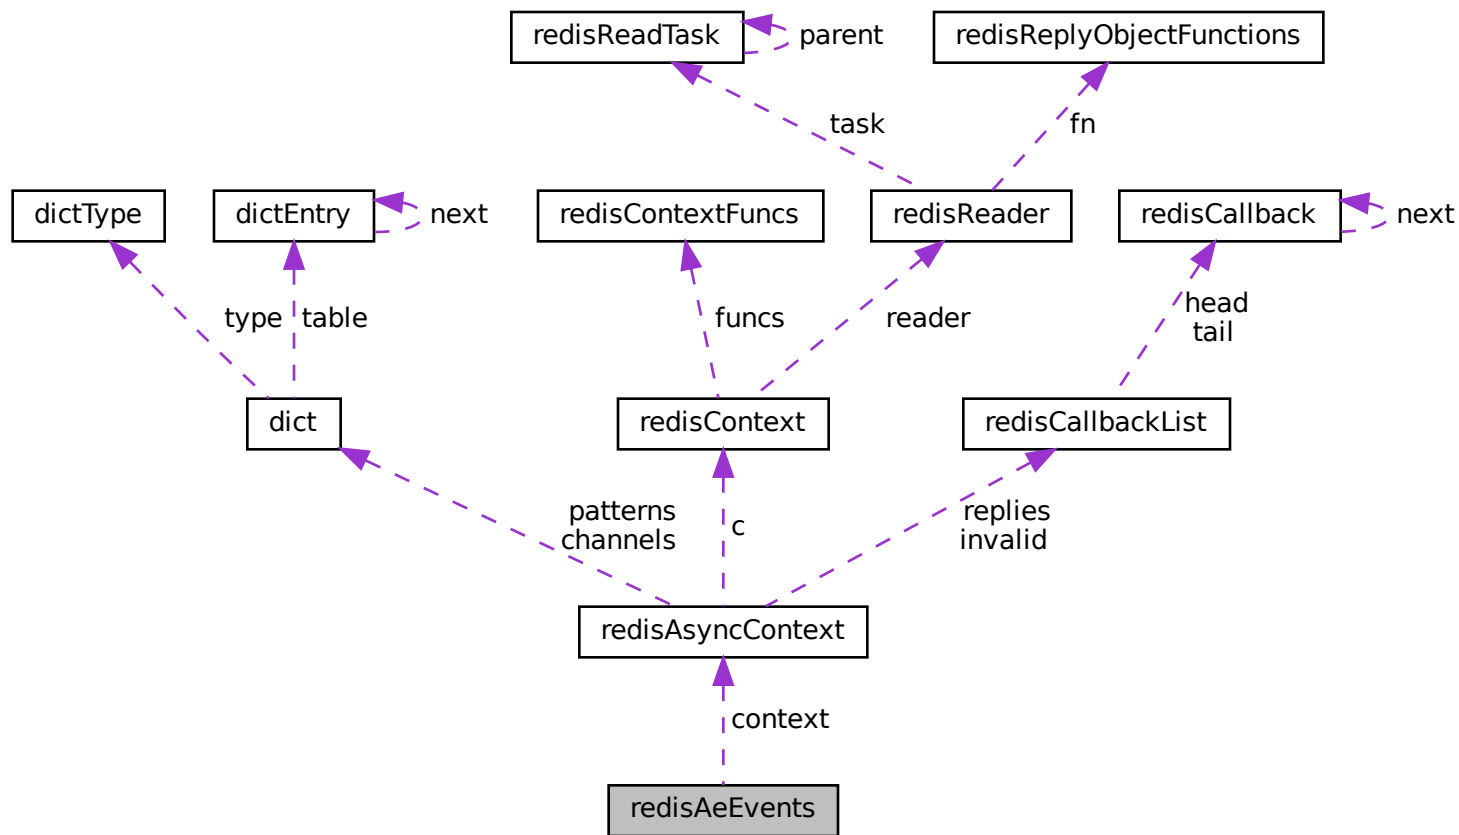 redisReadTask
parent
redisReplyObjectFunctions
task
fn
dictType
dictEntry
next
redisContextFuncs
redisReader
redisCallback
next
type
table
funcs
reader
head
tail
dict
redisContext
redisCallbackList
patterns
channels
c
replies
invalid
redisAsyncContext
context
redisAeEvents